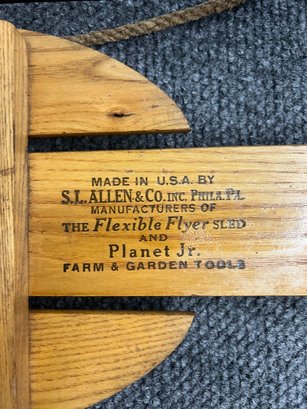 MADE IN U.S.A. BY
S.L. ALLEN & CO. INC. PHILA. PA.
MANUFACTURERS OF
THE Flexible Flyer SLED
AND
Planet Jr.
FARM & GARDEN TOOLS